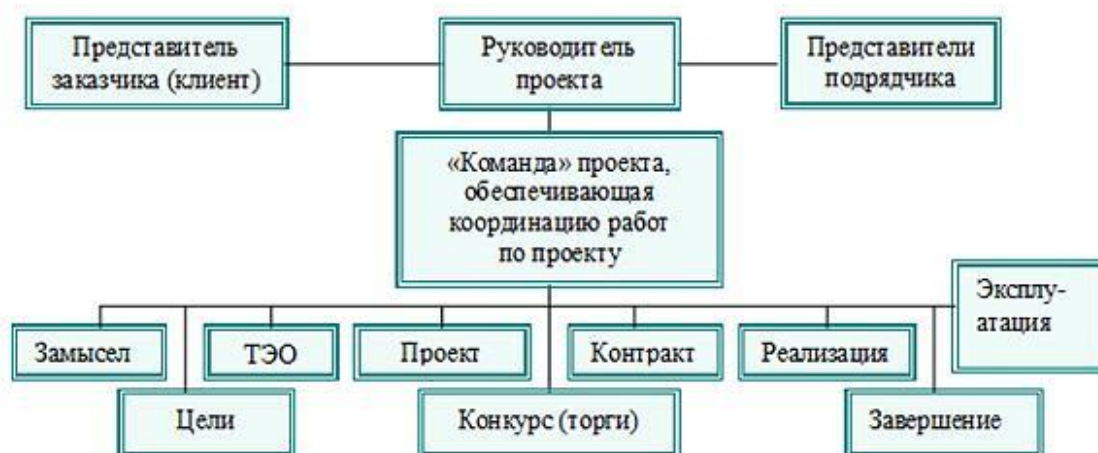 Представитель
заказчика (клиент)
Руководитель
проекта
Представители
подрядчика
«Команда» проекта,
обеспечивающая
координацию работ
по проекту
Эксплу-
атация
Замысел
ТЭО
Проект
Контракт
Реализация
Цели
Конкурс (торги)
Завершение